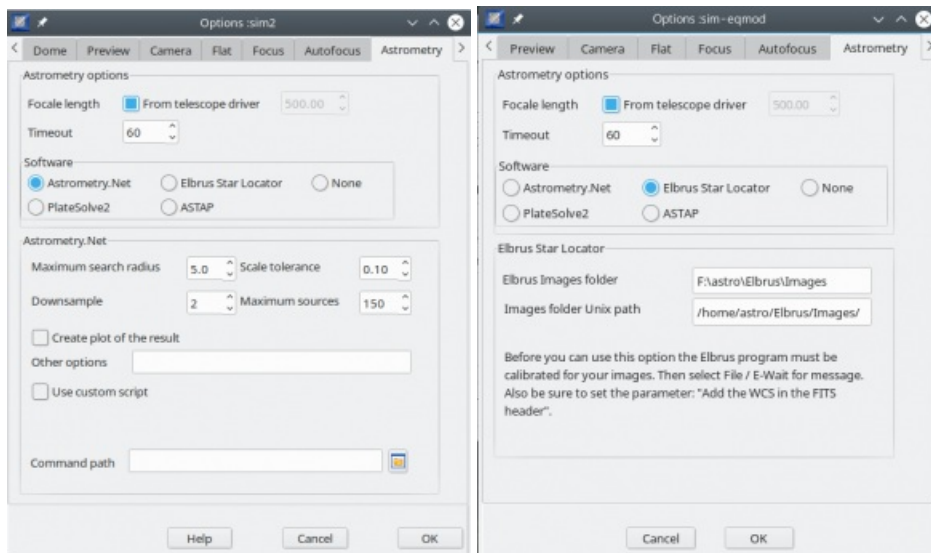 Options :sim2
Dome Preview Camera Flat Focus Autofocus Astrometry
Astrometry options
Focale length From telescope driver 500.00
Timeout 60
Software
Astrometry.Net Elbrus Star Locator None
PlateSolve2 ASTAP
Astrometry.Net
Maximum search radius 5.0 Scale tolerance 0.10
Downsample 2 Maximum sources 150
Create plot of the result
Other options
Use custom script
Command path
Help Cancel OK
Options :sim-eqmod
Preview Camera Flat Focus Autofocus Astrometry
Astrometry options
Focale length From telescope driver 500.00
Timeout 60
Software
Astrometry.Net Elbrus Star Locator None
PlateSolve2 ASTAP
Elbrus Star Locator
Elbrus Images folder F:\astro\Elbrus\Images
Images folder Unix path /home/astro/Elbrus/Images/
Before you can use this option the Elbrus program must be
calibrated for your images. Then select File / E-Wait for message.
Also be sure to set the parameter: "Add the WCS in the FITS
header".
Cancel OK